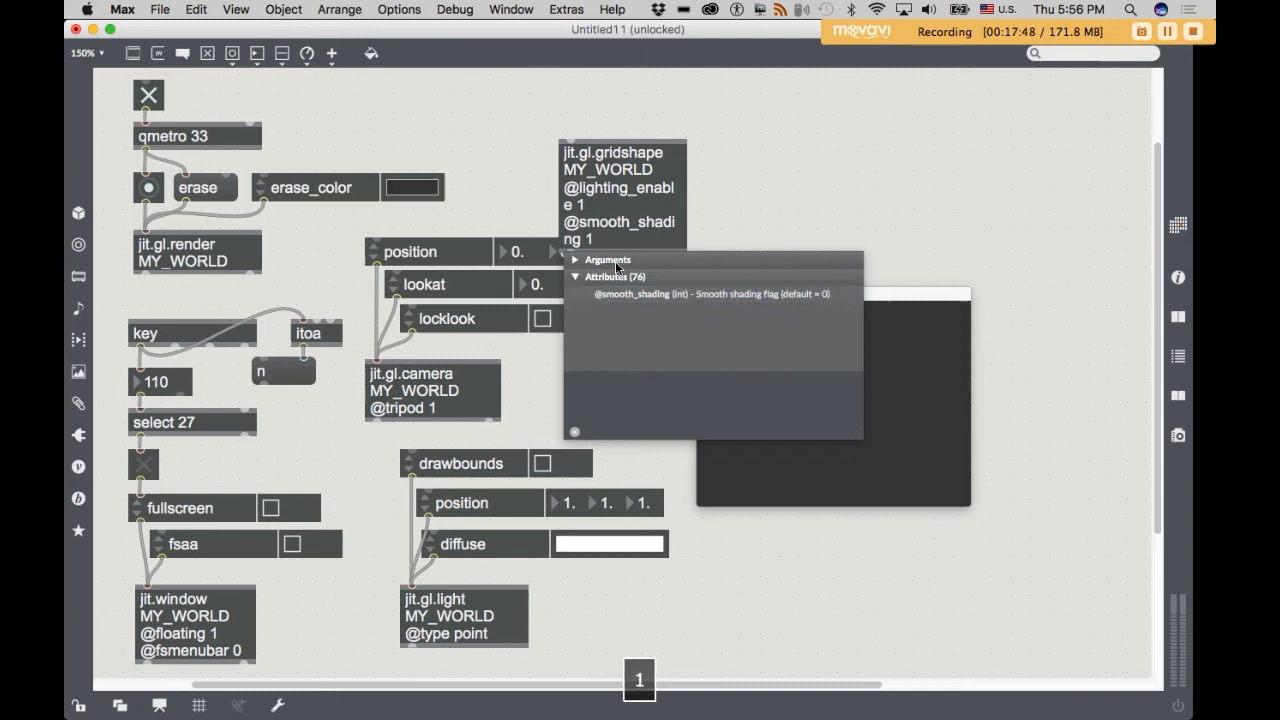 Max File Edit View Object Arrange Options Debug Window Extras Help U.S. Thu 5:56 PM
Untitled11 (unlocked)
movavi Recording [00:17:48 / 171.8 MB]
150%
qmetro 33
erase
erase_color
jit.gl.render
MY_WORLD
key
itoa
n
110
select 27
fullscreen
fsaa
jit.window
MY_WORLD
@floating 1
@fsmenubar 0
position 0.
lookat 0.
locklook
jit.gl.camera
MY_WORLD
@tripod 1
drawbounds
position 1. 1. 1.
diffuse
jit.gl.light
MY_WORLD
@type point
jit.gl.gridshape
MY_WORLD
@lighting_enabl
e 1
@smooth_shadi
ng 1
Arguments
Attributes (76)
@smooth_shading (int) - Smooth shading flag (default = 0)
1